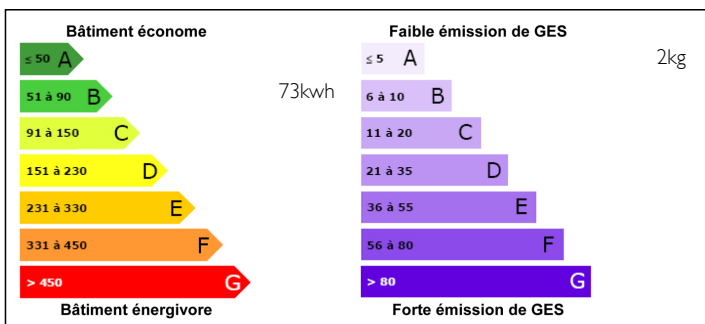 Bâtiment économe
≤ 50 A
51 à 90 B
73kwh
91 à 150 C
151 à 230 D
231 à 330 E
331 à 450 F
> 450 G
Bâtiment énergivore
Faible émission de GES
≤ 5 A
2kg
6 à 10 B
11 à 20 C
21 à 35 D
36 à 55 E
56 à 80 F
> 80 G
Forte émission de GES